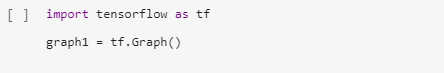 [ ] import tensorflow as tf
graph1 = tf.Graph()